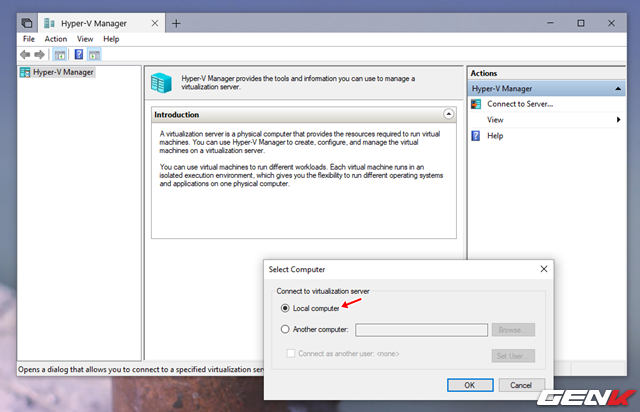 Hyper-V Manager
File Action View Help
Hyper-V Manager
Hyper-V Manager provides the tools and information you can use to manage a
virtualization server.
Introduction
A virtualization server is a physical computer that provides the resources required to run virtual
machines. You can use Hyper-V Manager to create, configure, and manage the virtual
machines on a virtualization server.
You can use virtual machines to run different workloads. Each virtual machine runs in an
isolated execution environment, which gives you the flexibility to run different operating systems
and applications on one physical computer.
Actions
Hyper-V Manager
Connect to Server...
View
Help
Select Computer
Connect to virtualization server
Local computer
Another computer:
Browse...
Connect as another user: <none>
Set User...
OK Cancel
Opens a dialog that allows you to connect to a specified virtualization
GENK